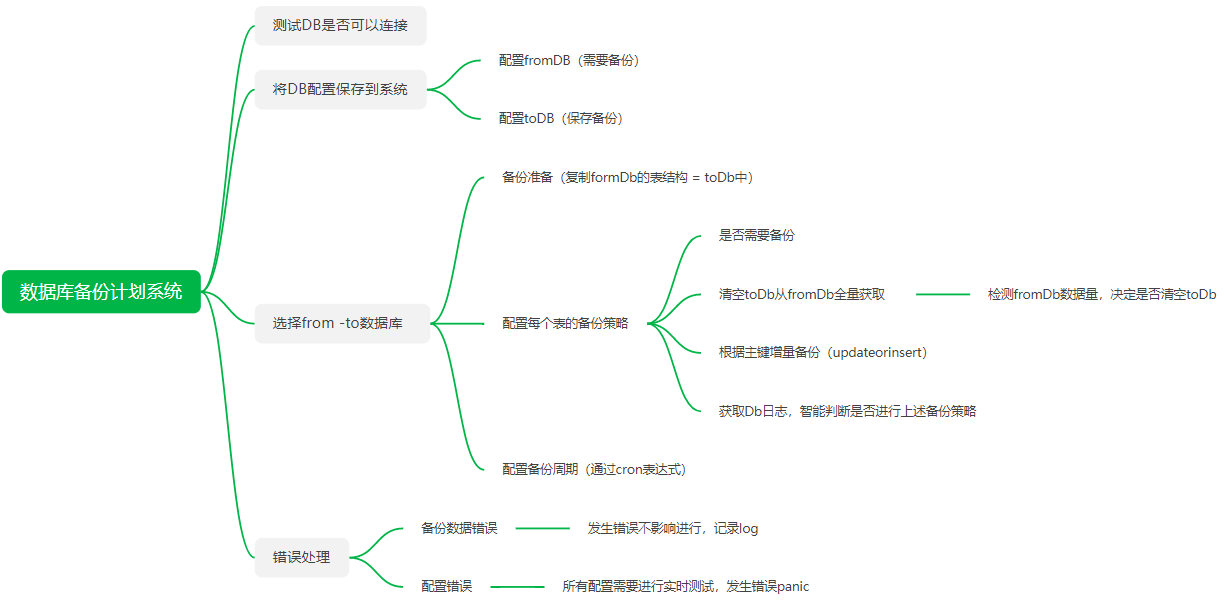 数据库备份计划系统
测试DB是否可以连接
将DB配置保存到系统
配置fromDB（需要备份）
配置toDB（保存备份）
选择from -to数据库
备份准备（复制formDb的表结构 = toDb中）
配置每个表的备份策略
是否需要备份
清空toDb从fromDb全量获取
检测fromDb数据量，决定是否清空toDb
根据主键增量备份（updateorinsert）
获取Db日志，智能判断是否进行上述备份策略
配置备份周期（通过cron表达式）
错误处理
备份数据错误
发生错误不影响进行，记录log
配置错误
所有配置需要进行实时测试，发生错误panic